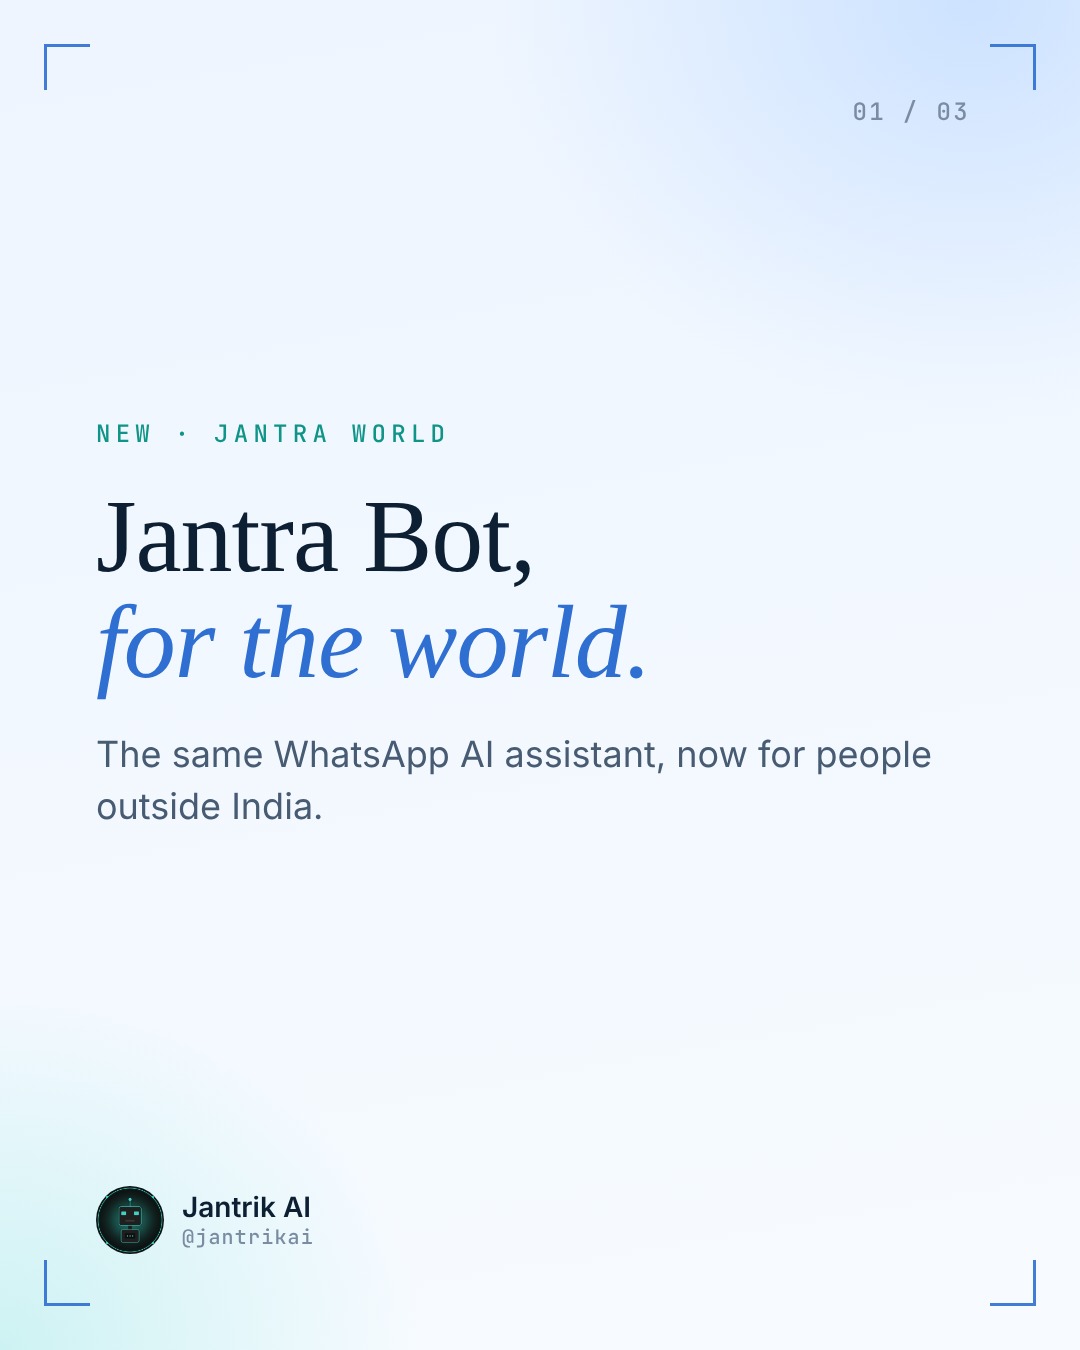 01 / 03
NEW · JANTRA WORLD
Jantra Bot,
for the world.
The same WhatsApp AI assistant, now for people
outside India.
Jantrik AI
@jantrikai